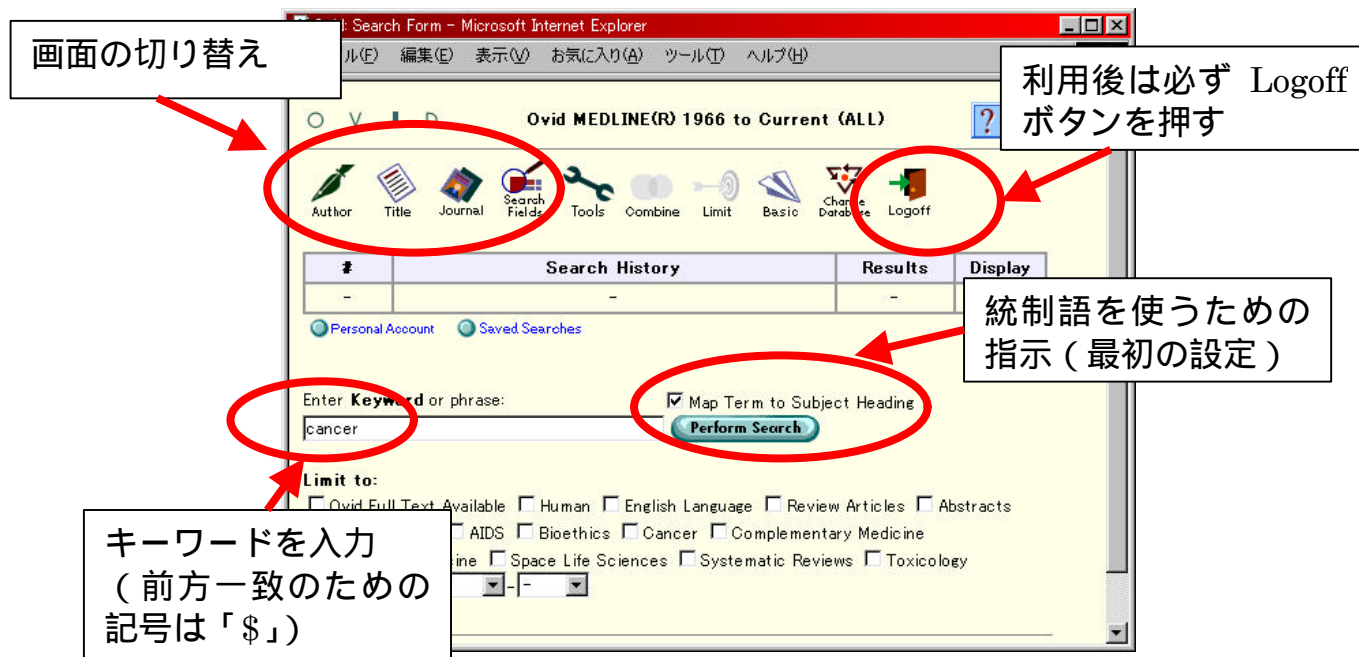 : Search Form - Microsoft Internet Explorer
画面の切り替え
ル(F) 編集(E) 表示(V) お気に入り(A) ツール(T) ヘルプ(H)
利用後は必ず Logoff
ボタンを押す
O V I D
Ovid MEDLINE(R) 1966 to Current (ALL)
?
Author Title Journal Search Fields Tools Combine Limit Basic Change Database Logoff
# Search History Results Display
- - -
Personal Account Saved Searches
統制語を使うための
指示(最初の設定)
Enter Keyword or phrase:
Map Term to Subject Heading
cancer
Perform Search
Limit to:
Ovid Full Text Available Human English Language Review Articles Abstracts
AIDS Bioethics Cancer Complementary Medicine
ine Space Life Sciences Systematic Reviews Toxicology
- -
キーワードを入力
(前方一致のための
記号は「$」)